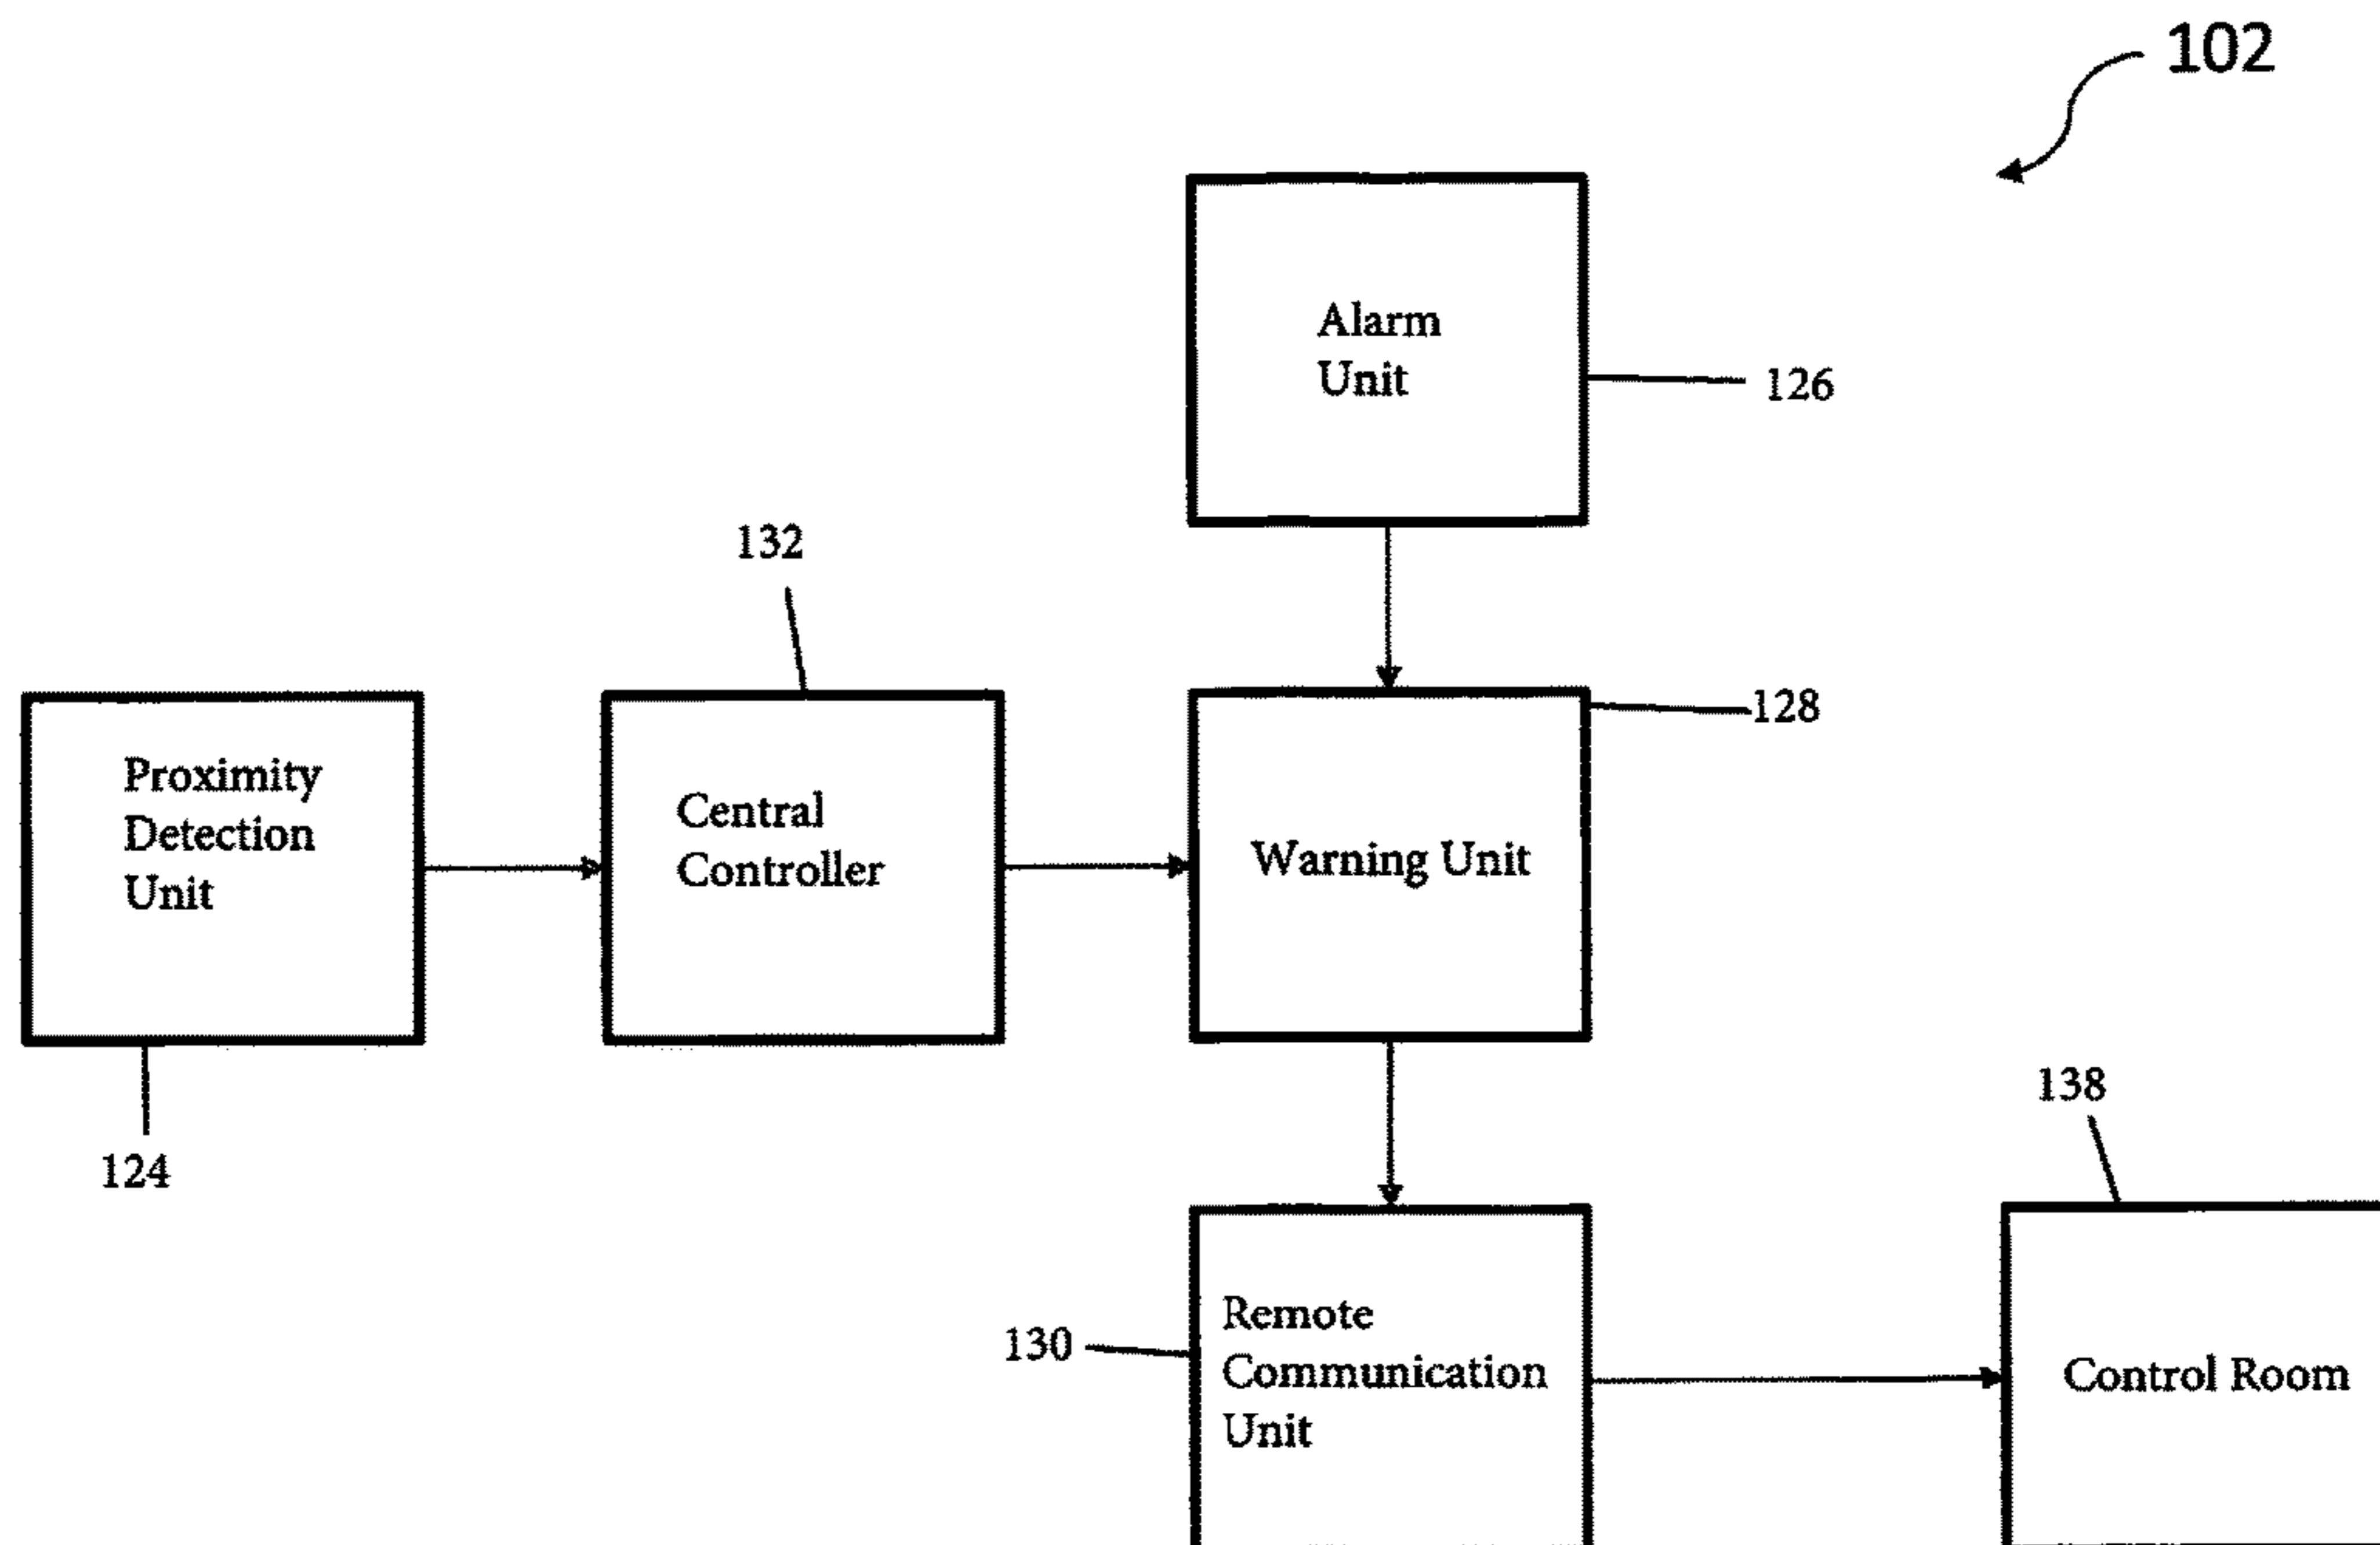 102
Alarm
Unit
126
132
128
Proximity
Detection
Unit
Central
Controller
Warning Unit
124
138
130
Remote
Communication
Unit
Control Room